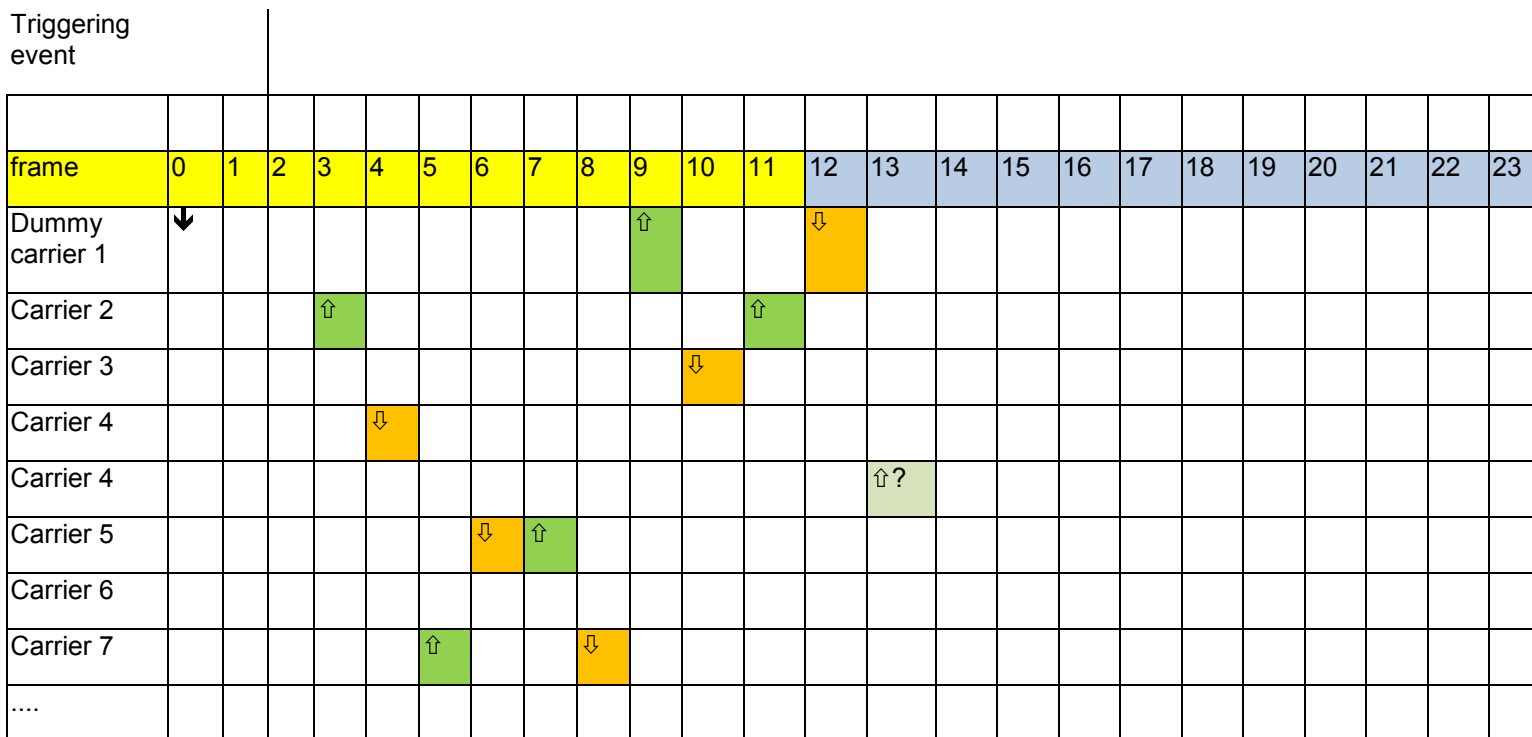 Triggering
event
frame 0 1 2 3 4 5 6 7 8 9 10 11 12 13 14 15 16 17 18 19 20 21 22 23
Dummy 🡫 ⇧ ⇩
carrier 1
Carrier 2 ⇧ ⇧
Carrier 3 ⇩
Carrier 4 ⇩
Carrier 4 ⇧?
Carrier 5 ⇩ ⇧
Carrier 6
Carrier 7 ⇧ ⇩
....